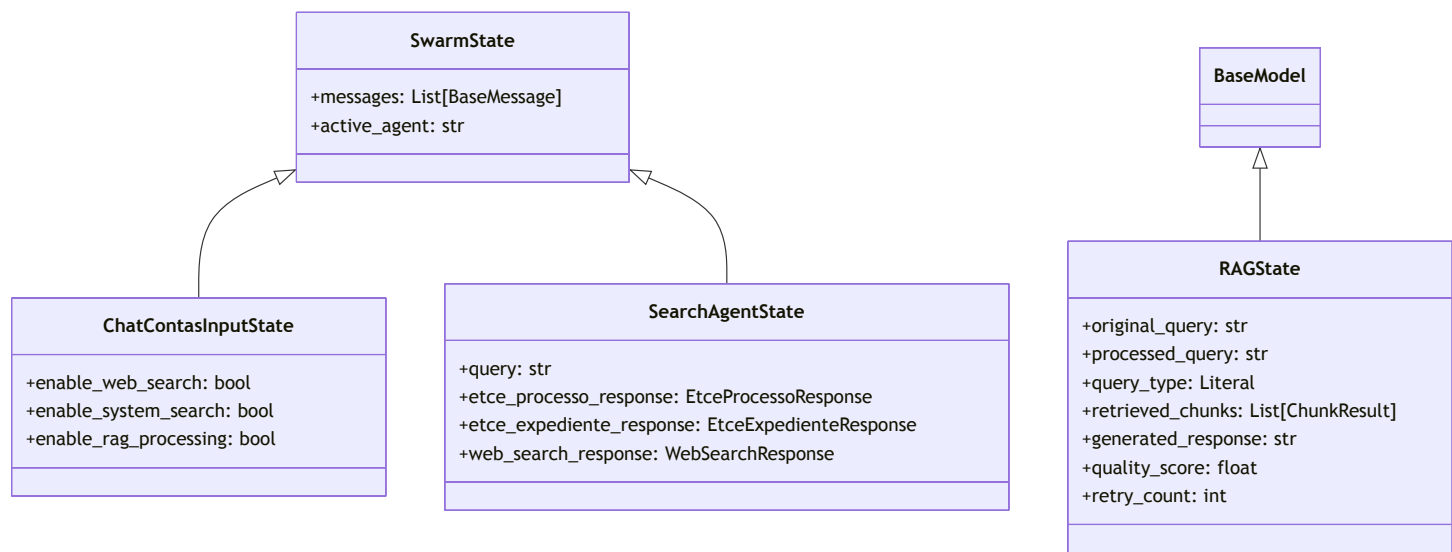 SwarmState
+messages: List[BaseMessage]
+active_agent: str
BaseModel
ChatContasInputState
+enable_web_search: bool
+enable_system_search: bool
+enable_rag_processing: bool
SearchAgentState
+query: str
+etce_processo_response: EtceProcessoResponse
+etce_expediente_response: EtceExpedienteResponse
+web_search_response: WebSearchResponse
RAGState
+original_query: str
+processed_query: str
+query_type: Literal
+retrieved_chunks: List[ChunkResult]
+generated_response: str
+quality_score: float
+retry_count: int